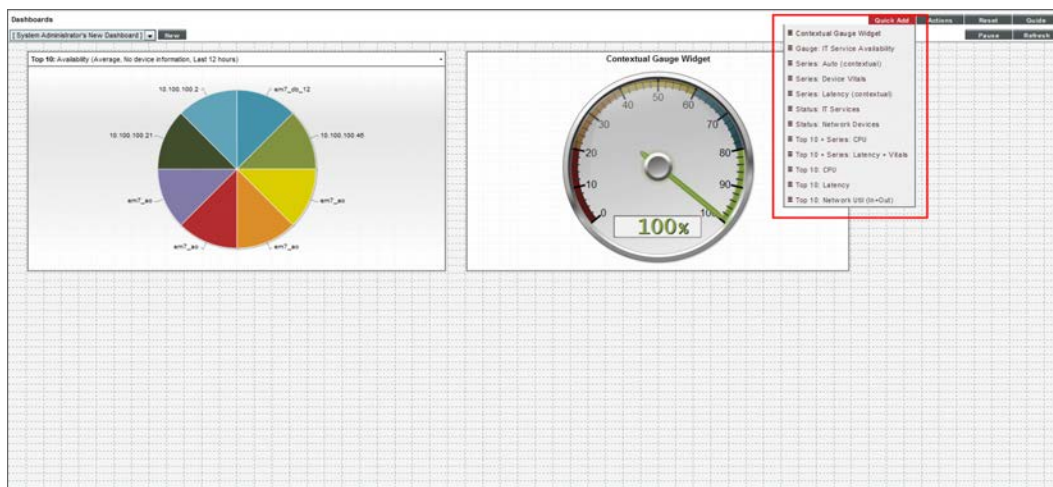 Dashboards
Quick Add
Actions
Reset
Guide
[ System Administrator's New Dashboard ]
New
Pause
Refresh
Contextual Gauge Widget
Gauge: IT Service Availability
Series: Auto (contextual)
Series: Device Vitals
Series: Latency (contextual)
Status: IT Services
Status: Network Devices
Top 10 + Series: CPU
Top 10 + Series: Latency + Vitals
Top 10: CPU
Top 10: Latency
Top 10: Network Util (In+Out)
Top 10: Availability (Average, No device information, Last 12 hours)
10.100.100.2
em7_db_12
10.100.100.21
10.100.100.45
em7_ao
em7_ao
em7_ao
em7_ao
Contextual Gauge Widget
0
10
20
30
40
50
60
70
80
90
100
100%